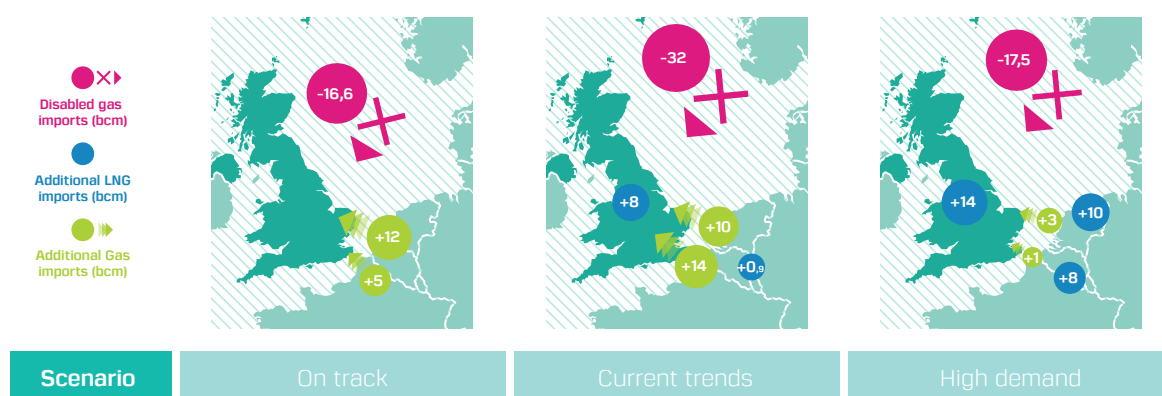 Disabled gas
imports (bcm)
Additional LNG
imports (bcm)
Additional Gas
imports (bcm)
-16,6
+12
+5
-32
+8
+10
+14
+0,9
-17,5
+14
+3
+10
+1
+8
Scenario
On track
Current trends
High demand